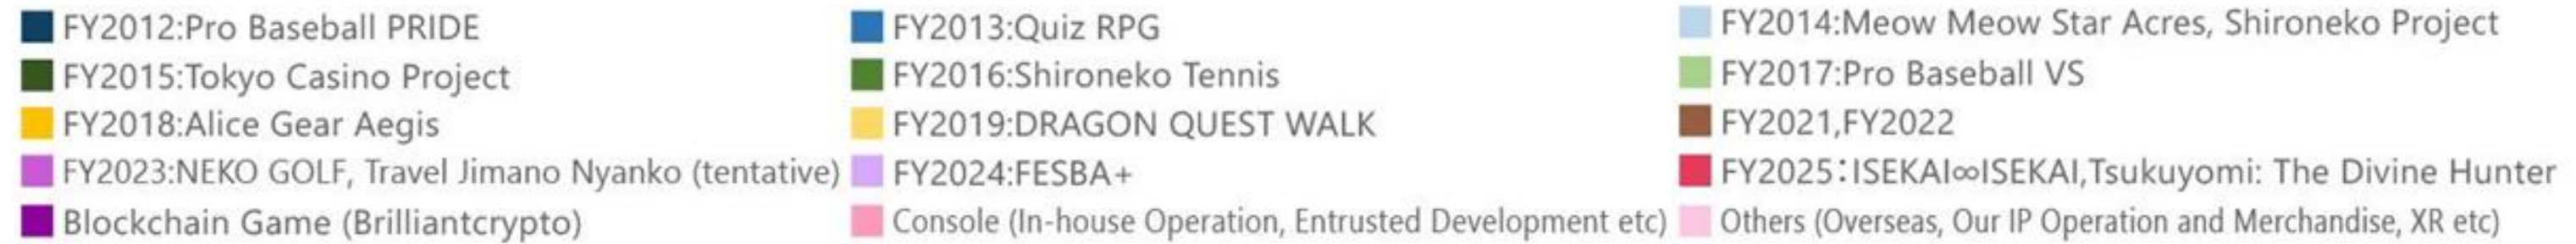 FY2012:Pro Baseball PRIDE
FY2013:Quiz RPG
FY2014:Meow Meow Star Acres, Shironeko Project
FY2015:Tokyo Casino Project
FY2016:Shironeko Tennis
FY2017:Pro Baseball VS
FY2018:Alice Gear Aegis
FY2019:DRAGON QUEST WALK
FY2021,FY2022
FY2023:NEKO GOLF, Travel Jimano Nyanko (tentative)
FY2024:FESBA+
FY2025：ISEKAI∞ISEKAI,Tsukuyomi: The Divine Hunter
Blockchain Game (Brilliantcrypto)
Console (In-house Operation, Entrusted Development etc)
Others (Overseas, Our IP Operation and Merchandise, XR etc)